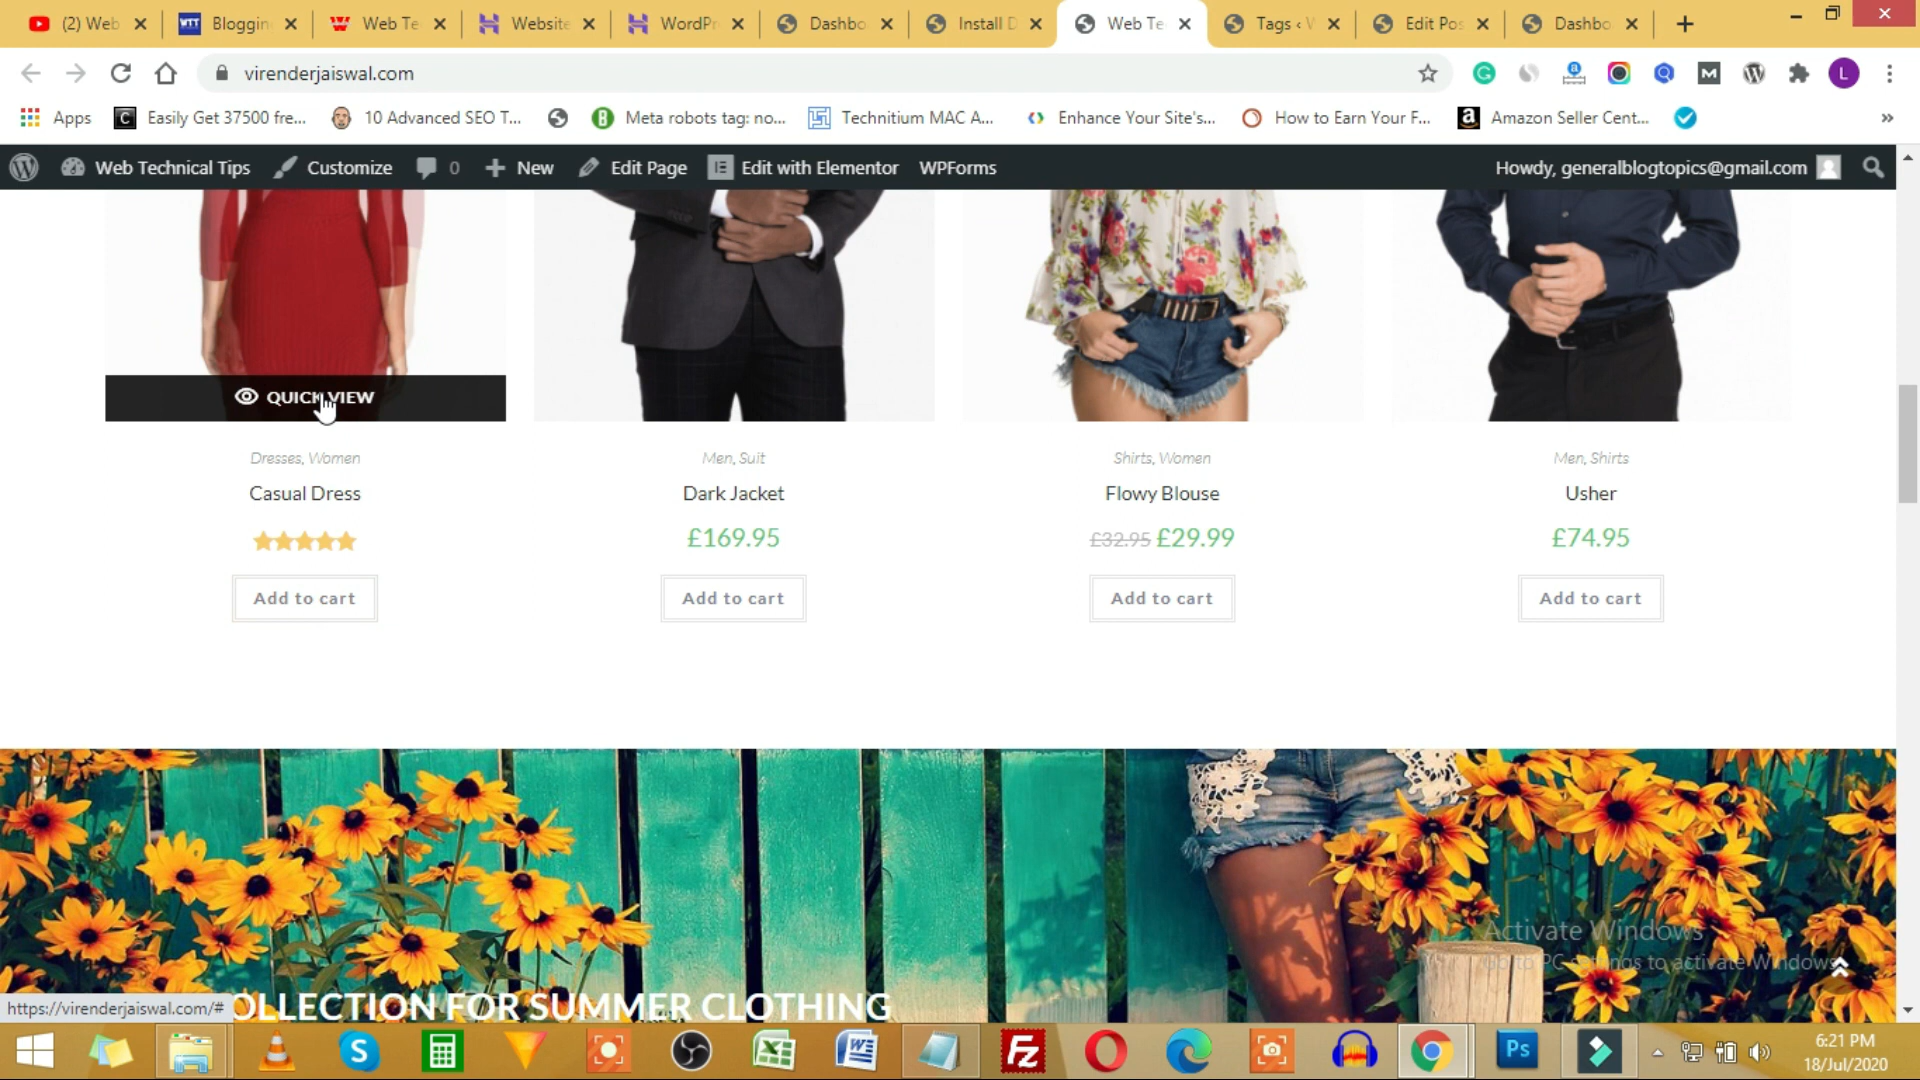 (2) Web
Bloggin
Web Te
Website
WordPr
Dashbo
Install D
Web Te
Tags ‹ W
Edit Pos
Dashbo
virenderjaiswal.com
L
Apps
Easily Get 37500 fre...
10 Advanced SEO T...
Meta robots tag: no...
Technitium MAC A...
Enhance Your Site's...
How to Earn Your F...
Amazon Seller Cent...
»
Web Technical Tips
Customize
0
New
Edit Page
Edit with Elementor
WPForms
Howdy, generalblogtopics@gmail.com
QUICK VIEW
Dresses, Women
Men, Suit
Shirts, Women
Men, Shirts
Casual Dress
Dark Jacket
Flowy Blouse
Usher
£169.95
£32.95 £29.99
£74.95
Add to cart
Add to cart
Add to cart
Add to cart
Activate Windows
Go to PC settings to activate Windows
https://virenderjaiswal.com/#
OLLECTION FOR SUMMER CLOTHING
Ps
6:21 PM
18/Jul/2020